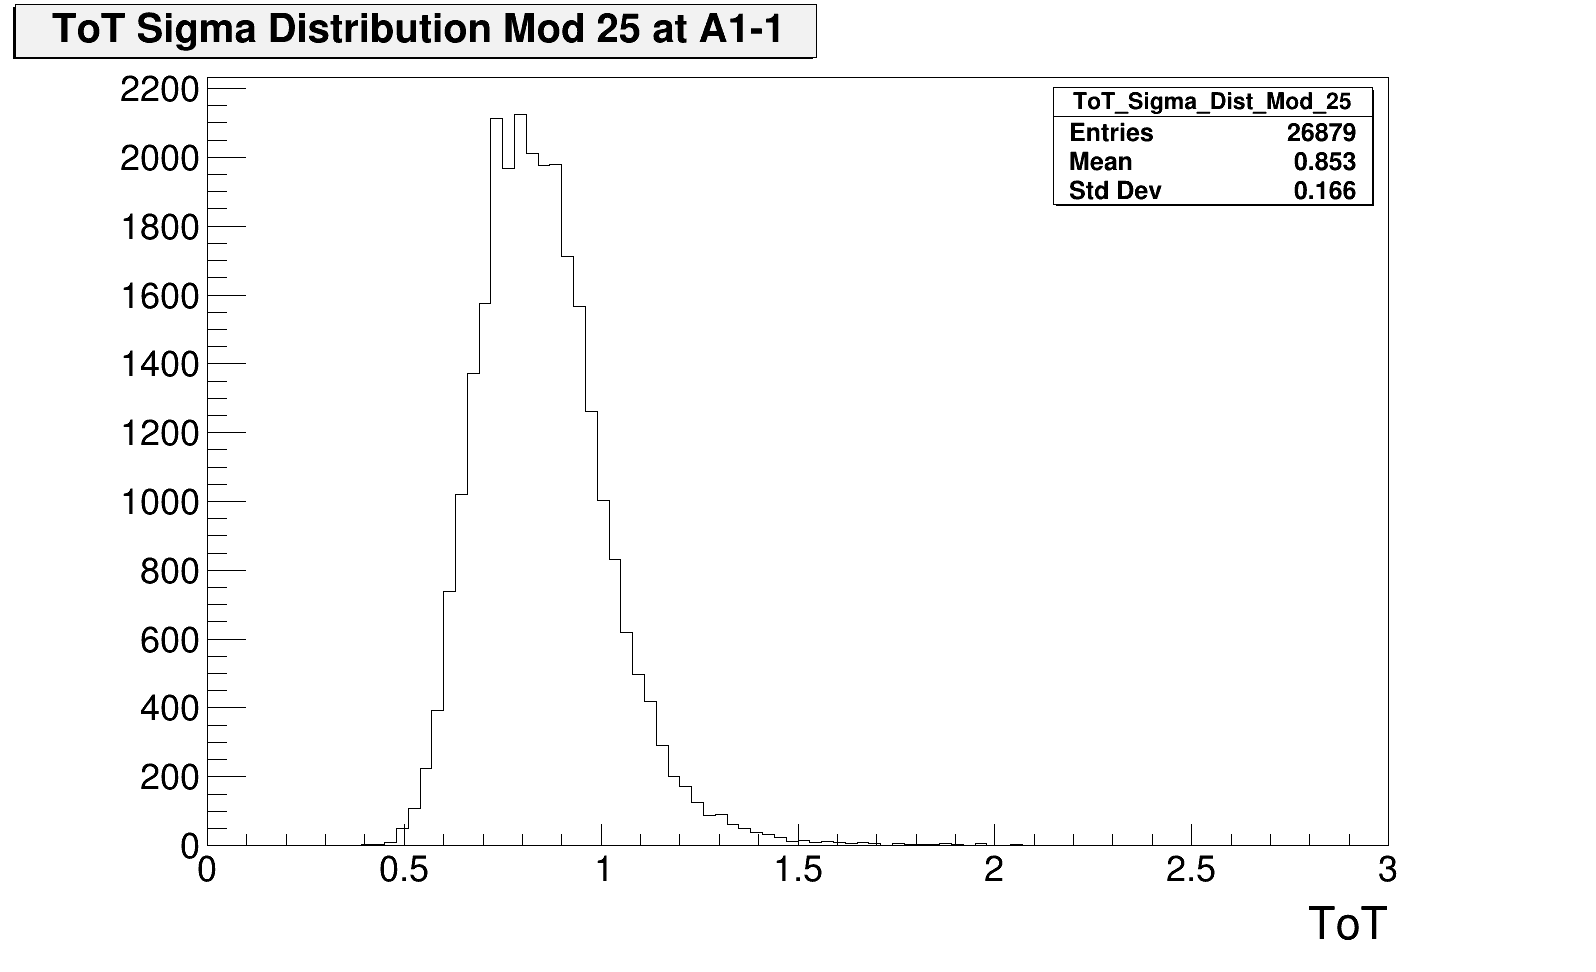 ToT Sigma Distribution Mod 25 at A1-1
ToT_Sigma_Dist_Mod_25
Entries 26879
Mean 0.853
Std Dev 0.166
2200
2000
1800
1600
1400
1200
1000
800
600
400
200
0
0 0.5 1 1.5 2 2.5 3
ToT